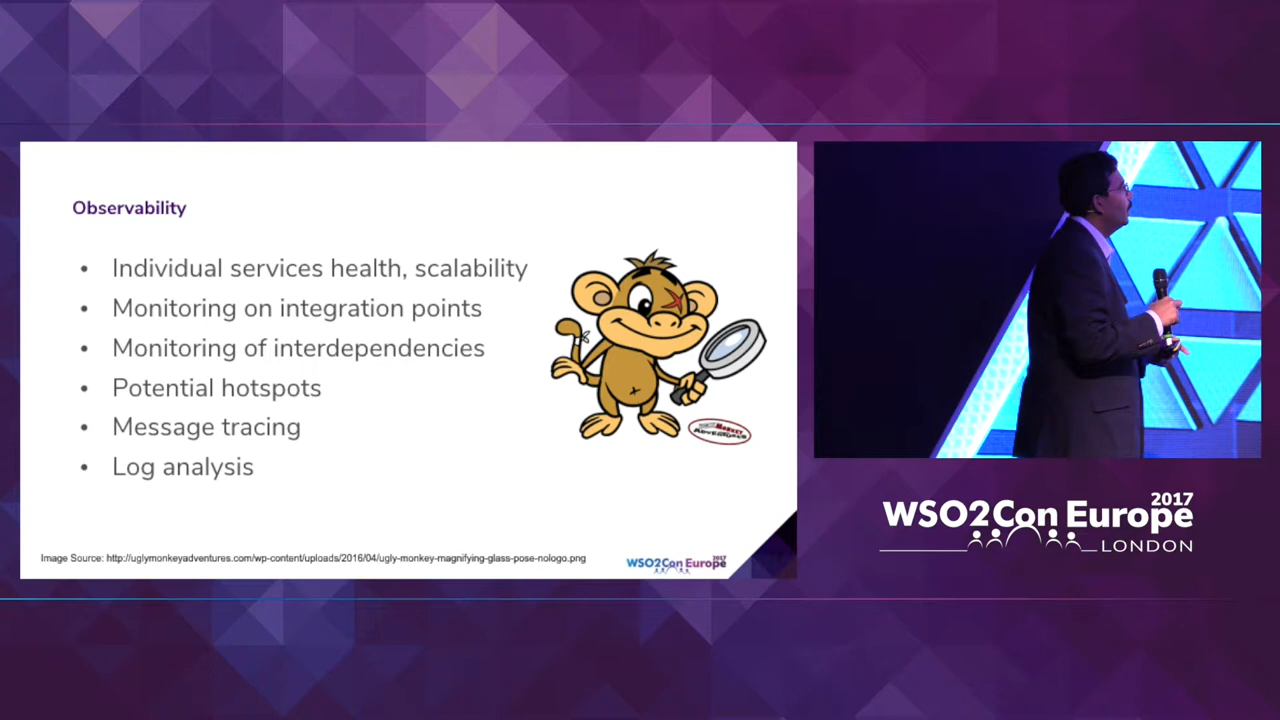 Observability
• Individual services health, scalability
• Monitoring on integration points
• Monitoring of interdependencies
• Potential hotspots
• Message tracing
• Log analysis
Image Source: http://uglymonkeyadventures.com/wp-content/uploads/2016/04/ugly-monkey-magnifying-glass-pose-nologo.png
2017
WSO2Con Europe
2017
WSO2Con Europe
LONDON